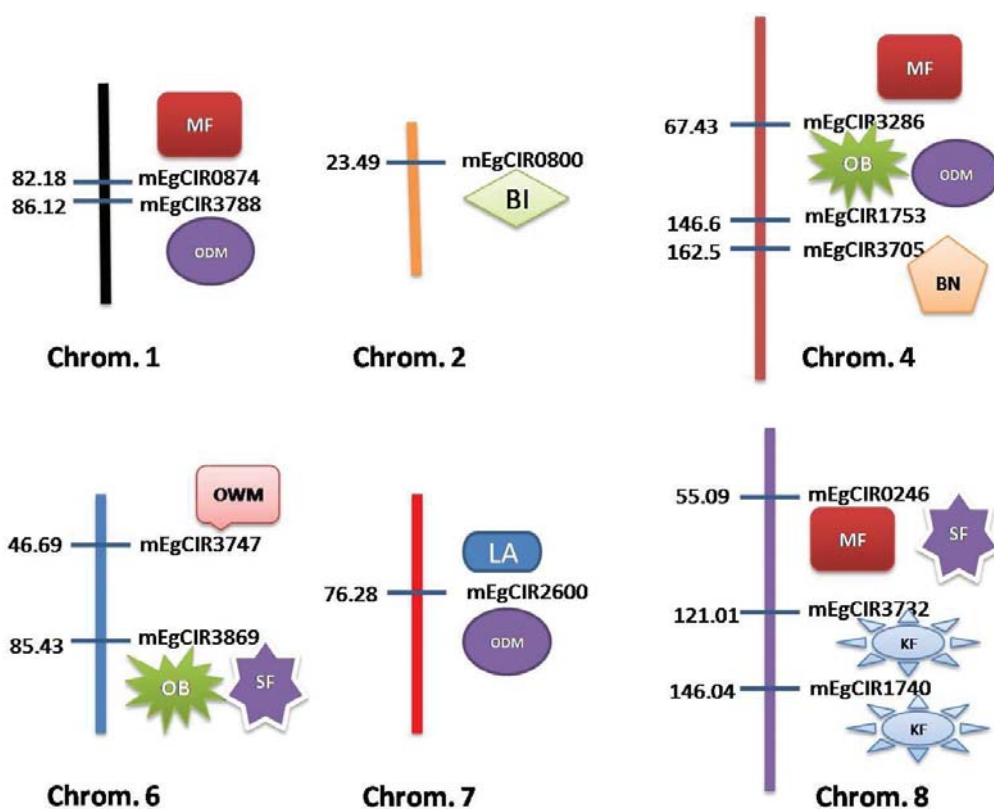 MF
82.18 mEgCIR0874
86.12 mEgCIR3788
ODM
Chrom. 1
23.49 mEgCIR0800
BI
Chrom. 2
MF
67.43 mEgCIR3286
OB ODM
146.6 mEgCIR1753
162.5 mEgCIR3705
BN
Chrom. 4
OWM
46.69 mEgCIR3747
85.43 mEgCIR3869
OB SF
Chrom. 6
LA
76.28 mEgCIR2600
ODM
Chrom. 7
55.09 mEgCIR0246
MF SF
121.01 mEgCIR3732
KF
146.04 mEgCIR1740
KF
Chrom. 8